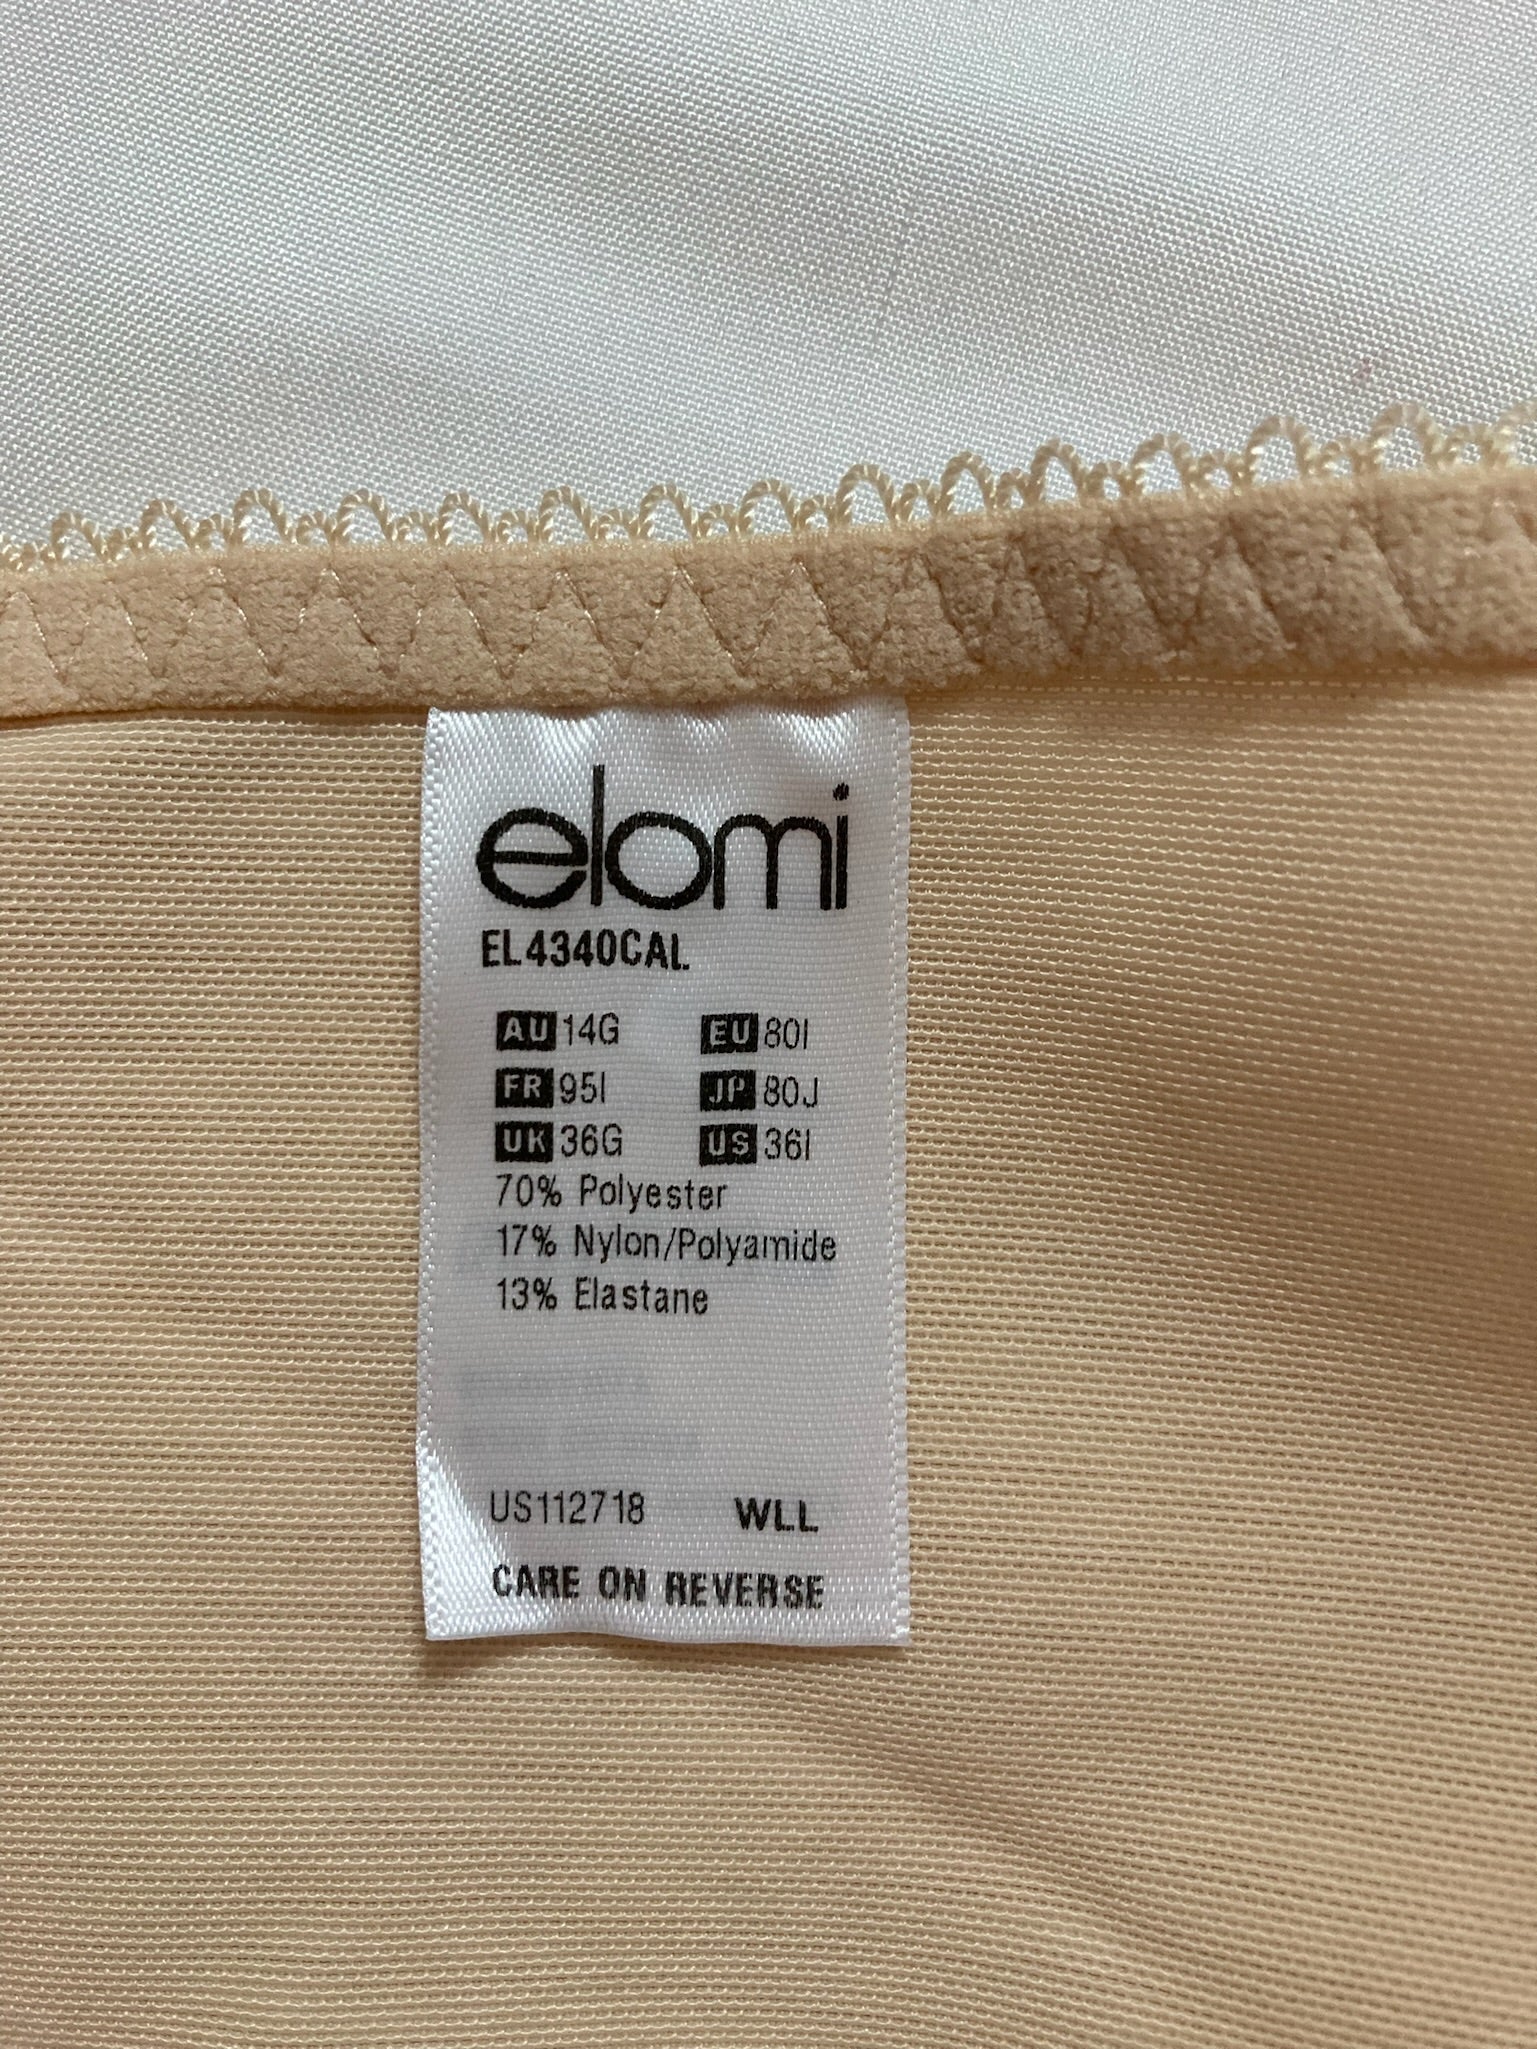 elomi
EL4340CAL
AU 14G EU 80I
FR 95I JP 80J
UK 36G US 36I
70% Polyester
17% Nylon/Polyamide
13% Elastane
US112718 WLL
CARE ON REVERSE